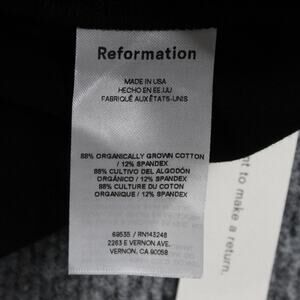 Reformation
MADE IN USA
HECHO EN EE.UU
FABRIQUÉ AUX ÉTATS-UNIS
88% ORGANICALLY GROWN COTTON
/ 12% SPANDEX
88% CULTIVO DEL ALGODÓN
ORGÁNICO / 12% SPANDEX
88% CULTURE DU COTON
ORGANIQUE / 12% SPANDEX
69535 / RN143248
2263 E VERNON AVE.
VERNON, CA 90058
nt to make a return.